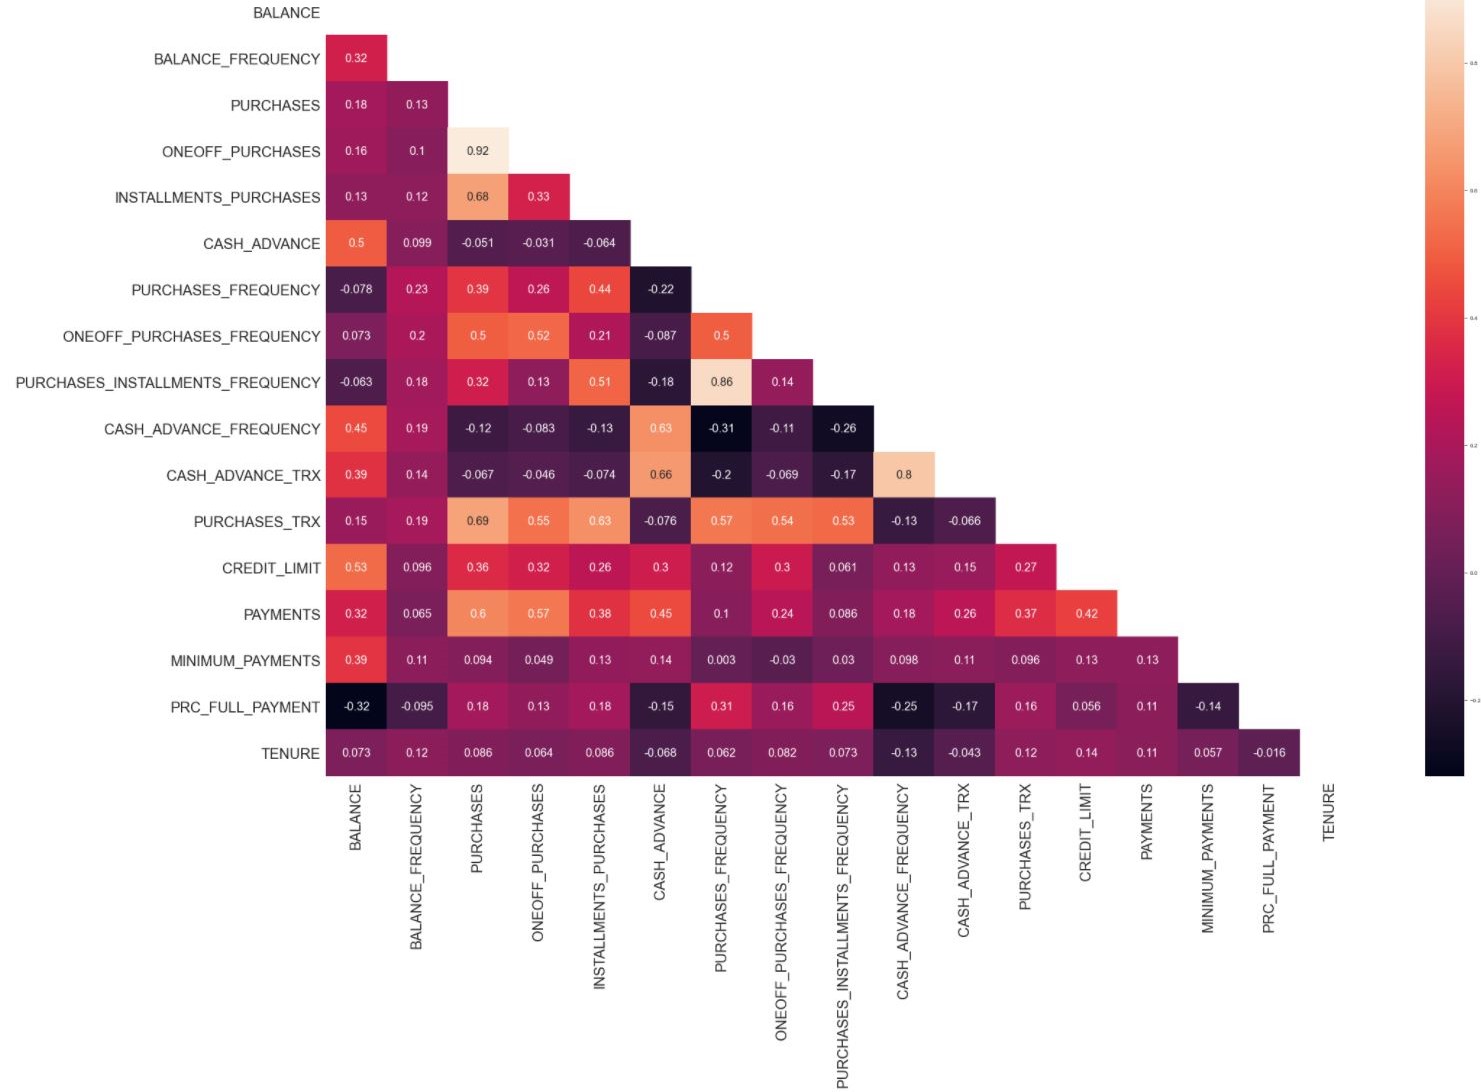 BALANCE
BALANCE_FREQUENCY 0.32
PURCHASES 0.18 0.13
ONEOFF_PURCHASES 0.16 0.1 0.92
INSTALLMENTS_PURCHASES 0.13 0.12 0.68 0.33
CASH_ADVANCE 0.5 0.099 -0.051 -0.031 -0.064
PURCHASES_FREQUENCY -0.078 0.23 0.39 0.26 0.44 -0.22
ONEOFF_PURCHASES_FREQUENCY 0.073 0.2 0.5 0.52 0.21 -0.087 0.5
PURCHASES_INSTALLMENTS_FREQUENCY -0.063 0.18 0.32 0.13 0.51 -0.18 0.86 0.14
CASH_ADVANCE_FREQUENCY 0.45 0.19 -0.12 -0.083 -0.13 0.63 -0.31 -0.11 -0.26
CASH_ADVANCE_TRX 0.39 0.14 -0.067 -0.046 -0.074 0.66 -0.2 -0.069 -0.17 0.8
PURCHASES_TRX 0.15 0.19 0.69 0.55 0.63 -0.076 0.57 0.54 0.53 -0.13 -0.066
CREDIT_LIMIT 0.53 0.096 0.36 0.32 0.26 0.3 0.12 0.3 0.061 0.13 0.15 0.27
PAYMENTS 0.32 0.065 0.6 0.57 0.38 0.45 0.1 0.24 0.086 0.18 0.26 0.37 0.42
MINIMUM_PAYMENTS 0.39 0.11 0.094 0.049 0.13 0.14 0.003 -0.03 0.03 0.098 0.11 0.096 0.13 0.13
PRC_FULL_PAYMENT -0.32 -0.095 0.18 0.13 0.18 -0.15 0.31 0.16 0.25 -0.25 -0.17 0.16 0.056 0.11 -0.14
TENURE 0.073 0.12 0.086 0.064 0.086 -0.068 0.062 0.082 0.073 -0.13 -0.043 0.12 0.14 0.11 0.057 -0.016
BALANCE
BALANCE_FREQUENCY
PURCHASES
ONEOFF_PURCHASES
INSTALLMENTS_PURCHASES
CASH_ADVANCE
PURCHASES_FREQUENCY
ONEOFF_PURCHASES_FREQUENCY
PURCHASES_INSTALLMENTS_FREQUENCY
CASH_ADVANCE_FREQUENCY
CASH_ADVANCE_TRX
PURCHASES_TRX
CREDIT_LIMIT
PAYMENTS
MINIMUM_PAYMENTS
PRC_FULL_PAYMENT
TENURE
0.8
0.6
0.4
0.2
0.0
-0.2